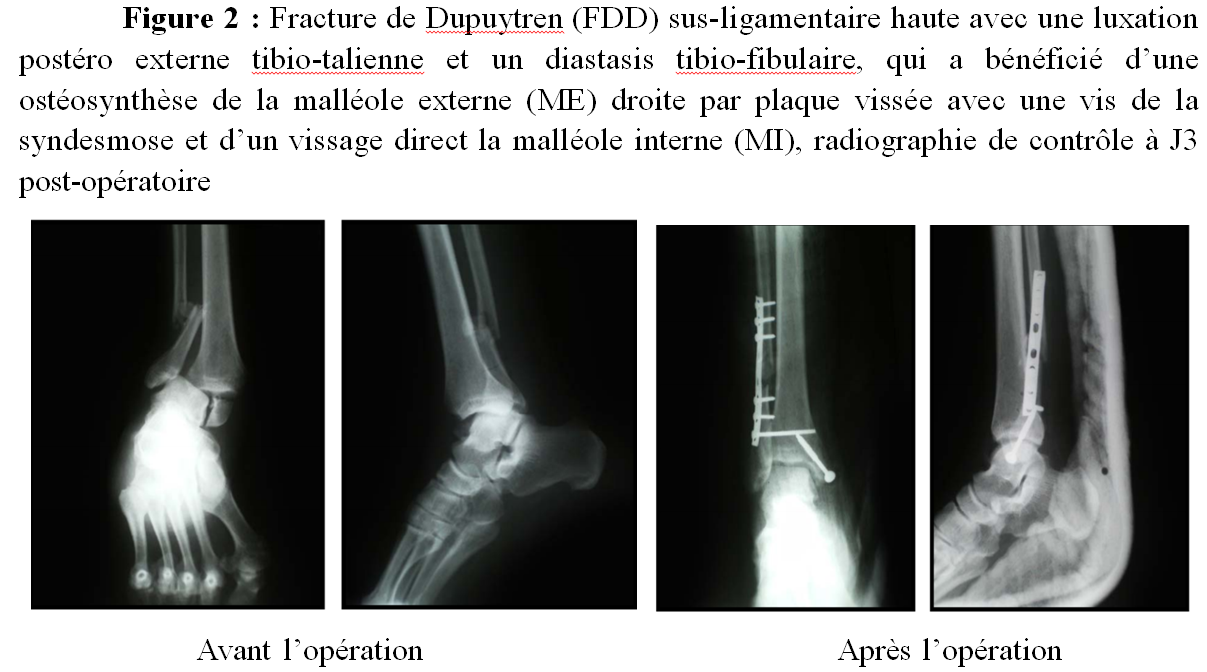 Figure 2 : Fracture de Dupuytren (FDD) sus-ligamentaire haute avec une luxation
postéro externe tibio-talienne et un diastasis tibio-fibulaire, qui a bénéficié d’une
ostéosynthèse de la malléole externe (ME) droite par plaque vissée avec une vis de la
syndesmose et d’un vissage direct la malléole interne (MI), radiographie de contrôle à J3
post-opératoire
Avant l’opération
Après l’opération